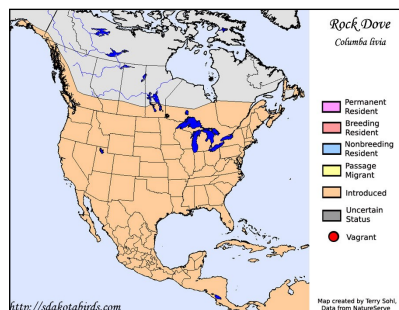 Rock Dove
Columba livia
Permanent
Resident
Breeding
Resident
Nonbreeding
Resident
Passage
Migrant
Introduced
Uncertain
Status
Vagrant
http://sdakotabirds.com
Map created by Terry Sohl,
Data from NatureServe